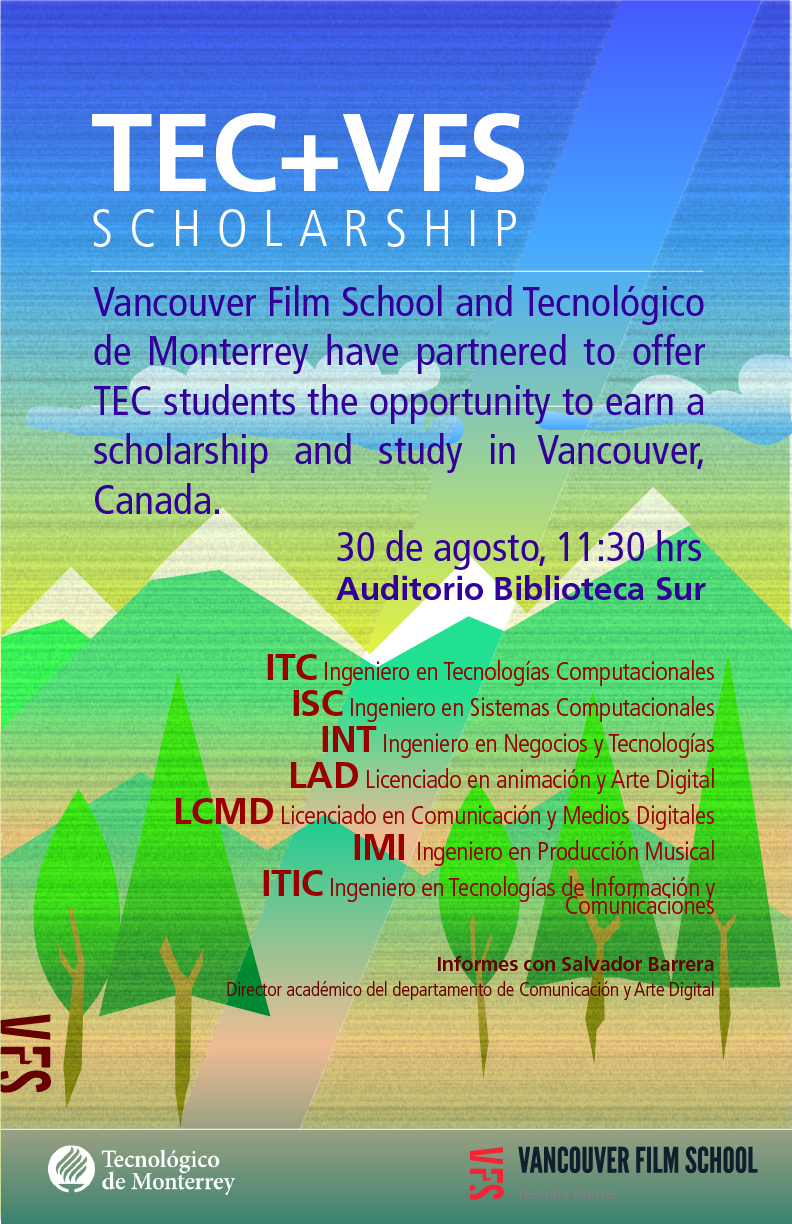 TEC+VFS
SCHOLARSHIP
Vancouver Film School and Tecnológico
de Monterrey have partnered to offer
TEC students the opportunity to earn a
scholarship and study in Vancouver,
Canada.
30 de agosto, 11:30 hrs
Auditorio Biblioteca Sur
ITC Ingeniero en Tecnologías Computacionales
ISC Ingeniero en Sistemas Computacionales
INT Ingeniero en Negocios y Tecnologías
LAD Licenciado en animación y Arte Digital
LCMD Licenciado en Comunicación y Medios Digitales
IMI Ingeniero en Producción Musical
ITIC Ingeniero en Tecnologías de Información y
Comunicaciones
Informes con Salvador Barrera
Director académico del departamento de Comunicación y Arte Digital
VFS
Tecnológico
de Monterrey
VFS
VANCOUVER FILM SCHOOL
Results Matter